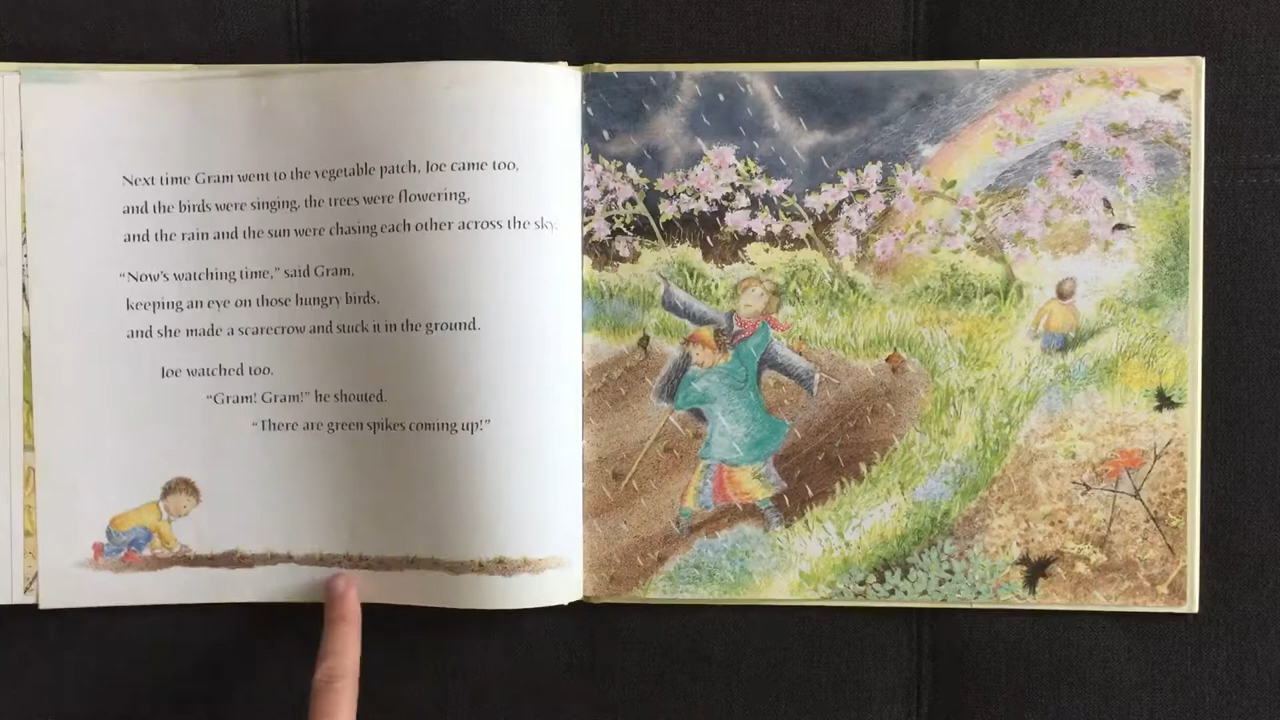 Next time Gram went to the vegetable patch, Joe came too,
and the birds were singing, the trees were flowering,
and the rain and the sun were chasing each other across the sky.
“Now’s watching time,” said Gram,
keeping an eye on those hungry birds,
and she made a scarecrow and stuck it in the ground.
Joe watched too.
“Gram! Gram!” he shouted.
“There are green spikes coming up!”